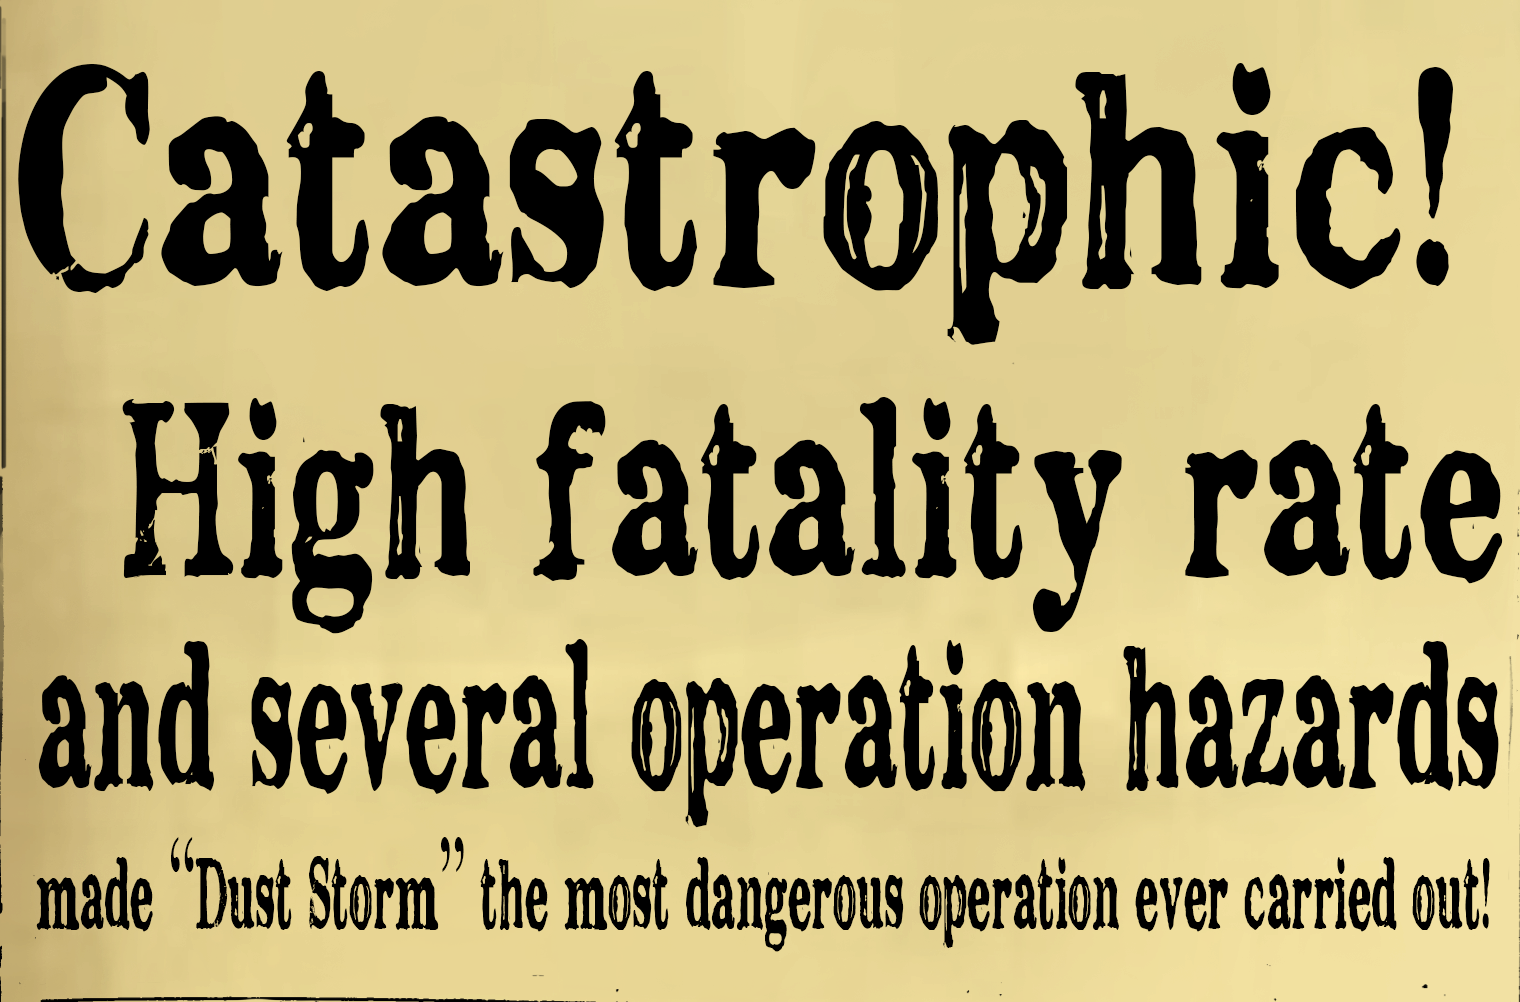 Catastrophic!
High fatality rate
and several operation hazards
made “Dust Storm” the most dangerous operation ever carried out!